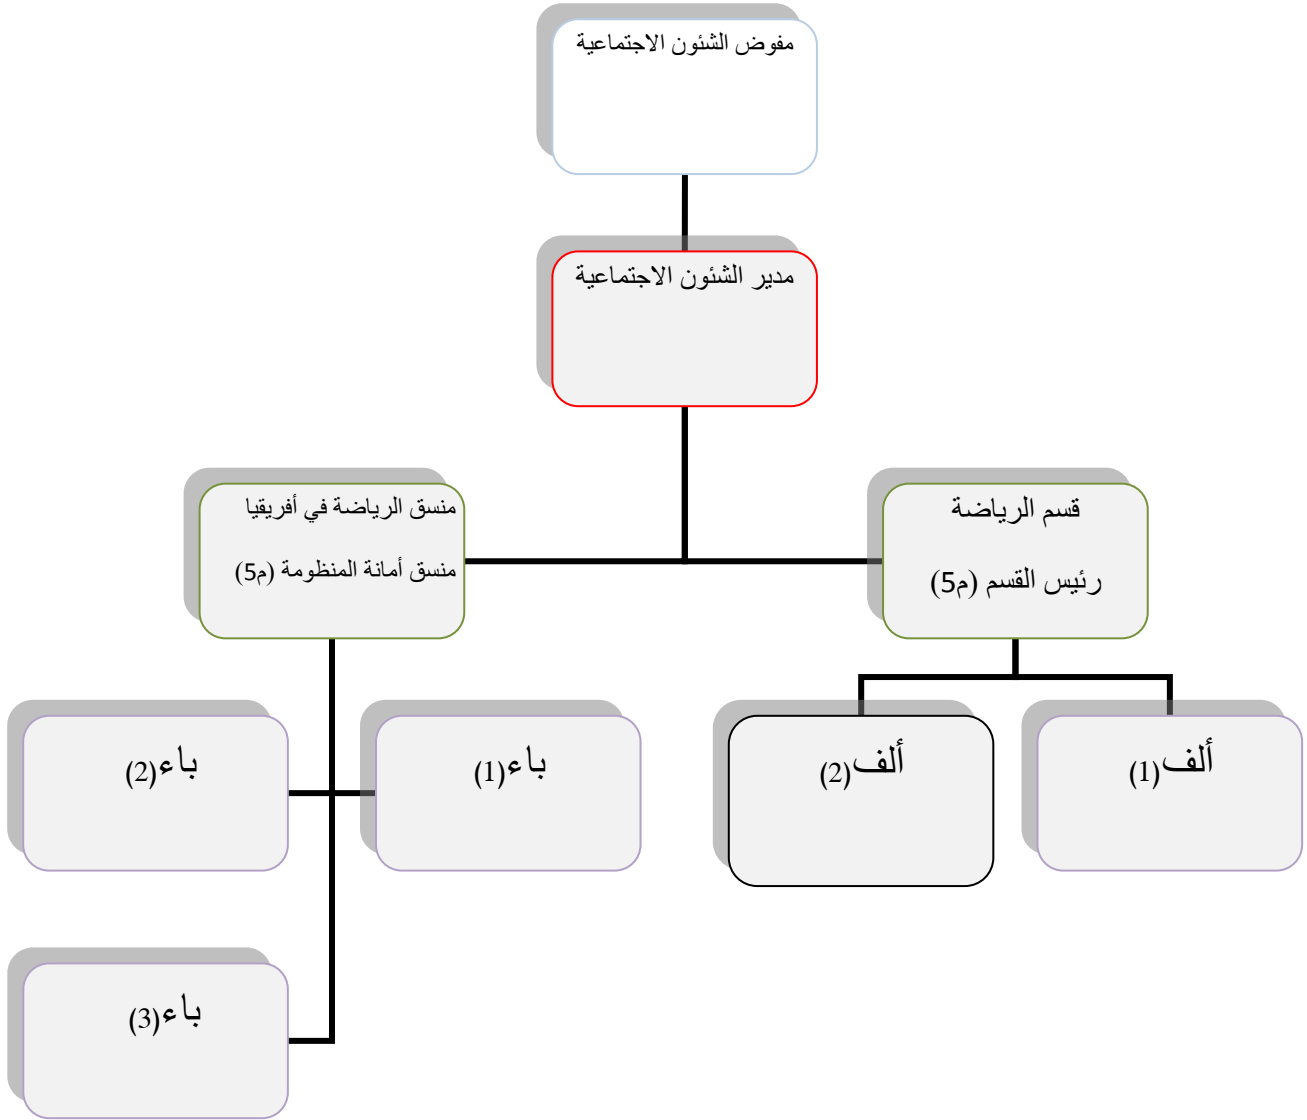 مفوض الشئون الاجتماعية
مدير الشئون الاجتماعية
قسم الرياضة
رئيس القسم (م5)
منسق الرياضة في أفريقيا
منسق أمانة المنظومة (م5)
ألف(1)
ألف(2)
باء(1)
باء(2)
باء(3)